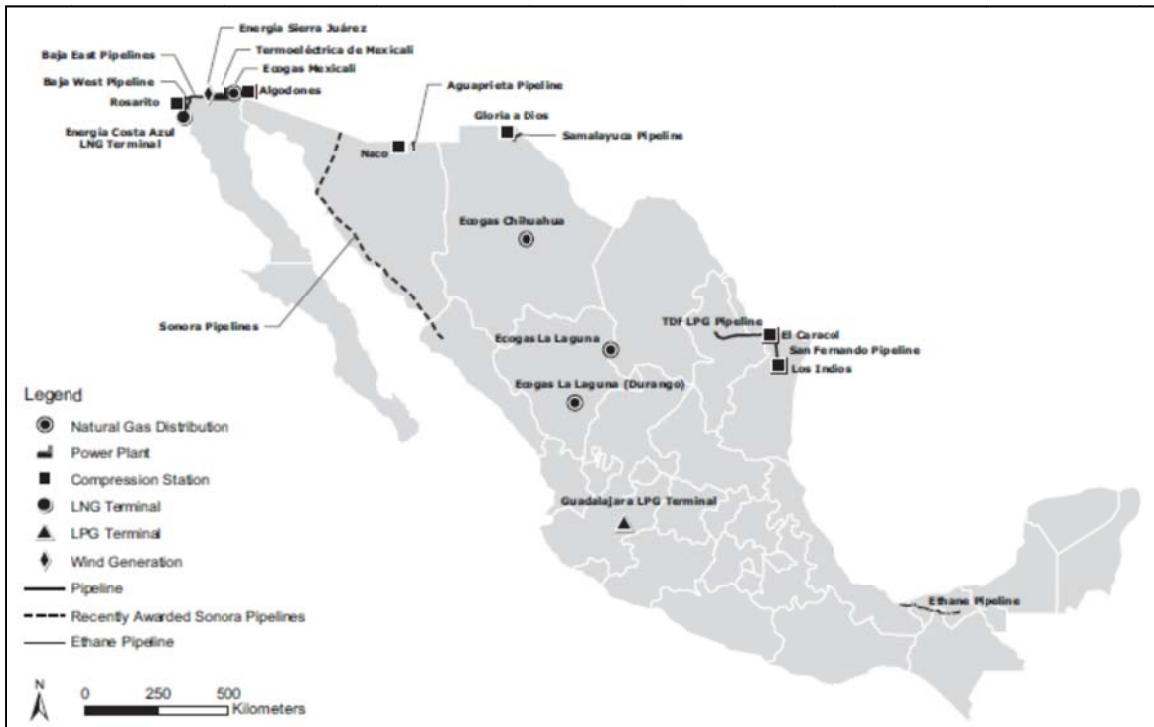 Energía Sierra Juárez
Baja East Pipelines
Termoeléctrica de Mexicali
Ecogas Mexicali
Baja West Pipeline
Algodones
Rosarito
Energía Costa Azul
LNG Terminal
Aguaprieta Pipeline
Gloria a Dios
Samalayuca Pipeline
Naco
Ecogas Chihuahua
Sonora Pipelines
TDF LPG Pipeline
El Caracol
Ecogas La Laguna
San Fernando Pipeline
Los Indios
Ecogas La Laguna (Durango)
Guadalajara LPG Terminal
Ethane Pipeline
Legend
Natural Gas Distribution
Power Plant
Compression Station
LNG Terminal
LPG Terminal
Wind Generation
Pipeline
Recently Awarded Sonora Pipelines
Ethane Pipeline
N
0 250 500
Kilometers